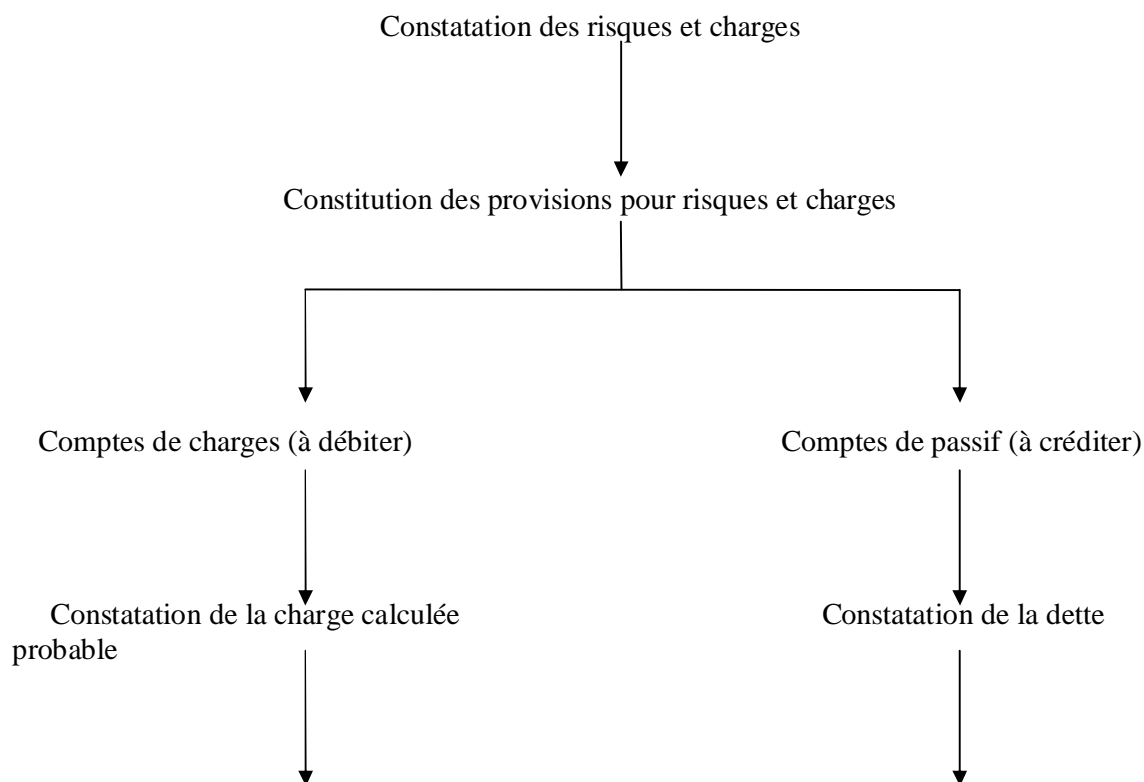 Constatation des risques et charges
Constitution des provisions pour risques et charges
Comptes de charges (à débiter)
Comptes de passif (à créditer)
Constatation de la charge calculée
probable
Constatation de la dette